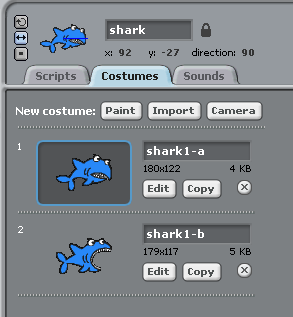 shark
x: 92 y: -27 direction: 90
Scripts Costumes Sounds
New costume: Paint Import Camera
1
shark1-a
180x122 4 KB
Edit Copy
2
shark1-b
179x117 5 KB
Edit Copy